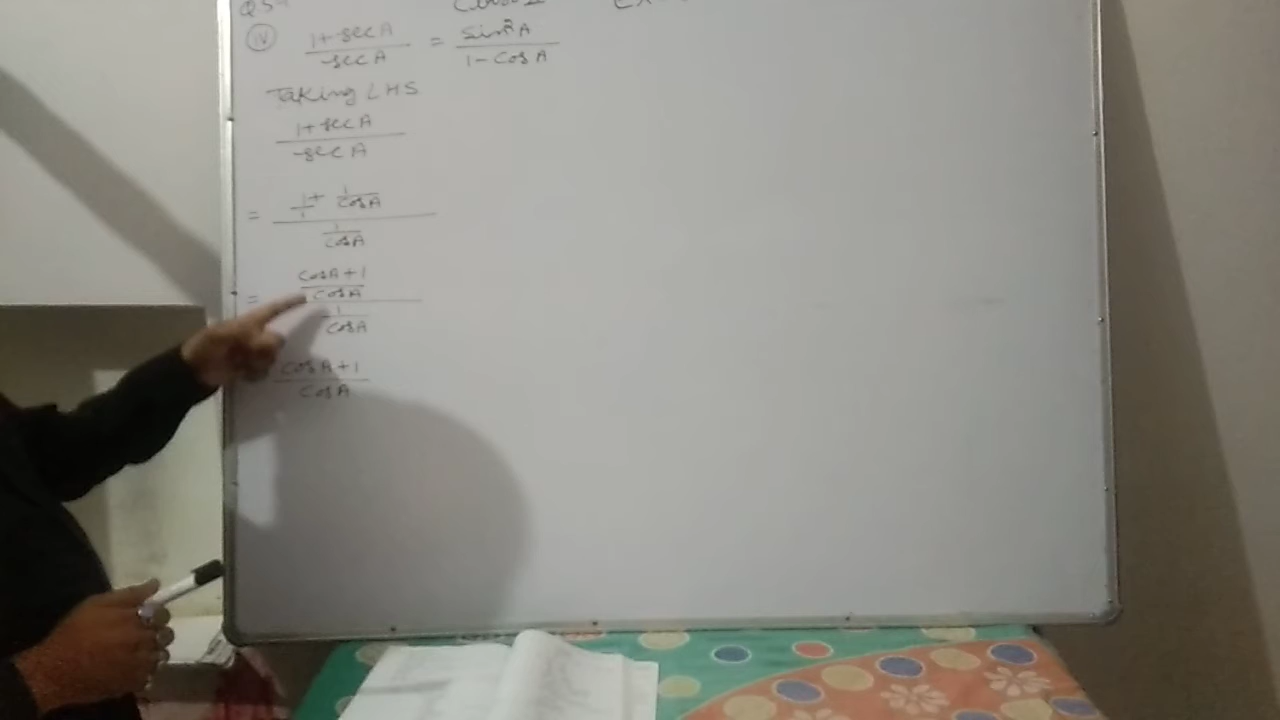 Q5
(iv) 1+secA / secA = sin²A / 1-CosA
Taking LHS
1+secA / secA
= 1/1 + 1/CosA / 1/CosA
= CosA+1 / CosA / 1/CosA
CosA+1 / CosA